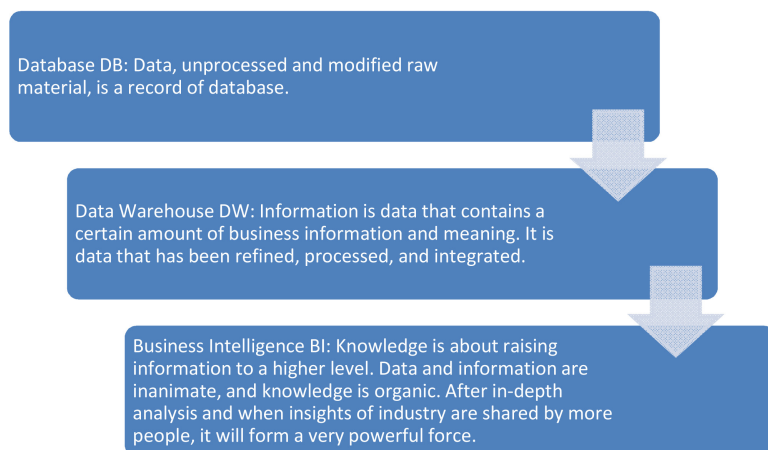 Database DB: Data, unprocessed and modified raw
material, is a record of database.
Data Warehouse DW: Information is data that contains a
certain amount of business information and meaning. It is
data that has been refined, processed, and integrated.
Business Intelligence BI: Knowledge is about raising
information to a higher level. Data and information are
inanimate, and knowledge is organic. After in-depth
analysis and when insights of industry are shared by more
people, it will form a very powerful force.